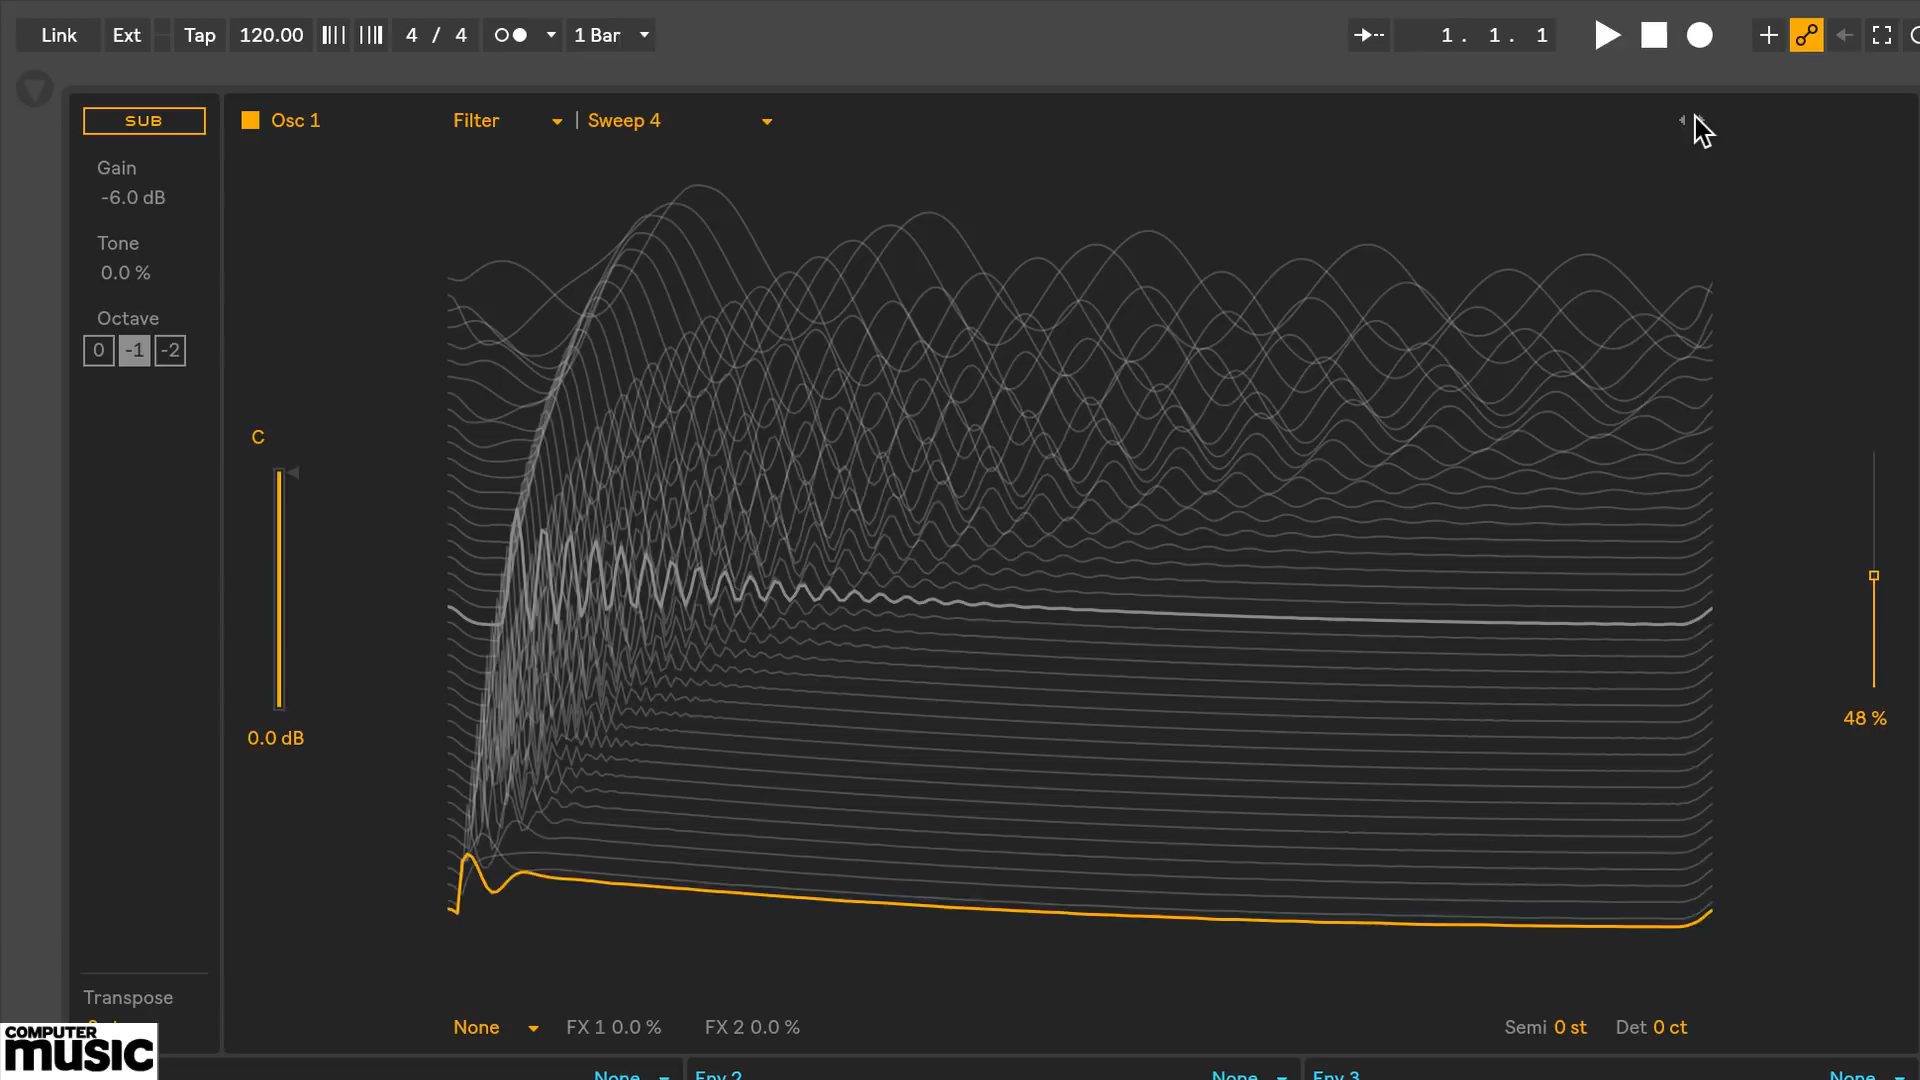 Link Ext Tap 120.00 4 / 4 1 Bar 1. 1. 1
SUB
Osc 1 Filter Sweep 4
Gain
-6.0 dB
Tone
0.0 %
Octave
0 -1 -2
C
0.0 dB
48 %
Transpose
None FX 1 0.0 % FX 2 0.0 % Semi 0 st Det 0 ct
COMPUTER
music
None Env 2 None Env 3 None